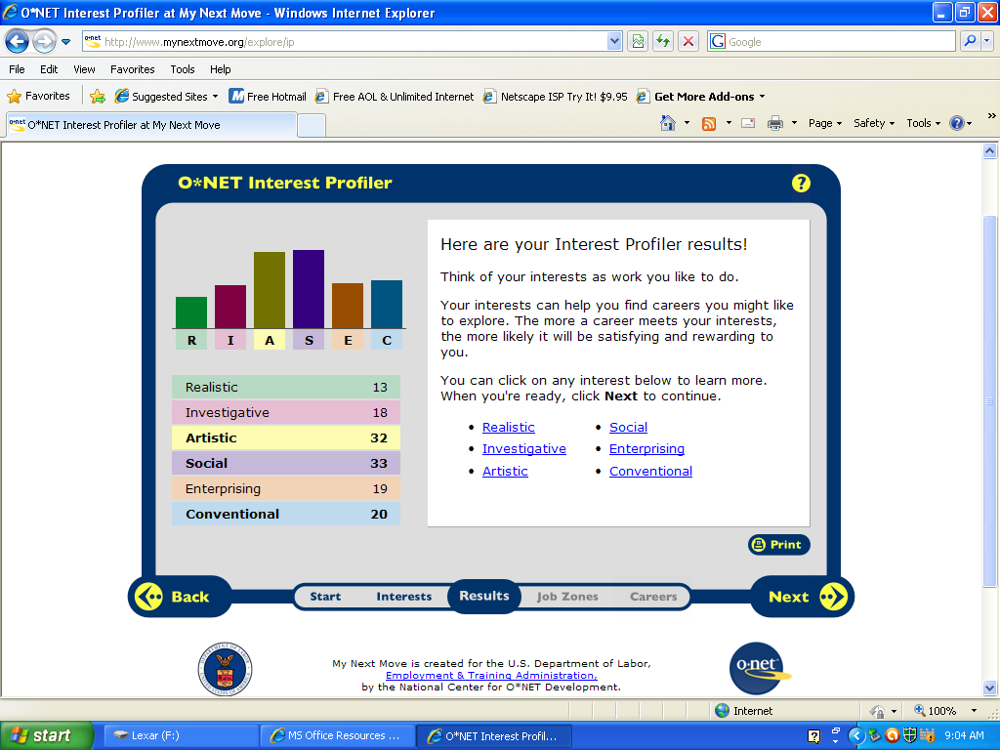 O*NET Interest Profiler at My Next Move - Windows Internet Explorer
o·net http://www.mynextmove.org/explore/ip
Google
File Edit View Favorites Tools Help
Favorites Suggested Sites Free Hotmail Free AOL & Unlimited Internet Netscape ISP Try It! $9.95 Get More Add-ons
O*NET Interest Profiler at My Next Move
Page Safety Tools
O*NET Interest Profiler
?
R I A S E C
Realistic 13
Investigative 18
Artistic 32
Social 33
Enterprising 19
Conventional 20
Here are your Interest Profiler results!
Think of your interests as work you like to do.
Your interests can help you find careers you might like
to explore. The more a career meets your interests,
the more likely it will be satisfying and rewarding to
you.
You can click on any interest below to learn more.
When you're ready, click Next to continue.
• Realistic • Social
• Investigative • Enterprising
• Artistic • Conventional
Print
Back Start Interests Results Job Zones Careers Next
My Next Move is created for the U.S. Department of Labor,
Employment & Training Administration,
by the National Center for O*NET Development.
o·net
Internet 100%
start Lexar (F:) MS Office Resources ... O*NET Interest Profil... 9:04 AM